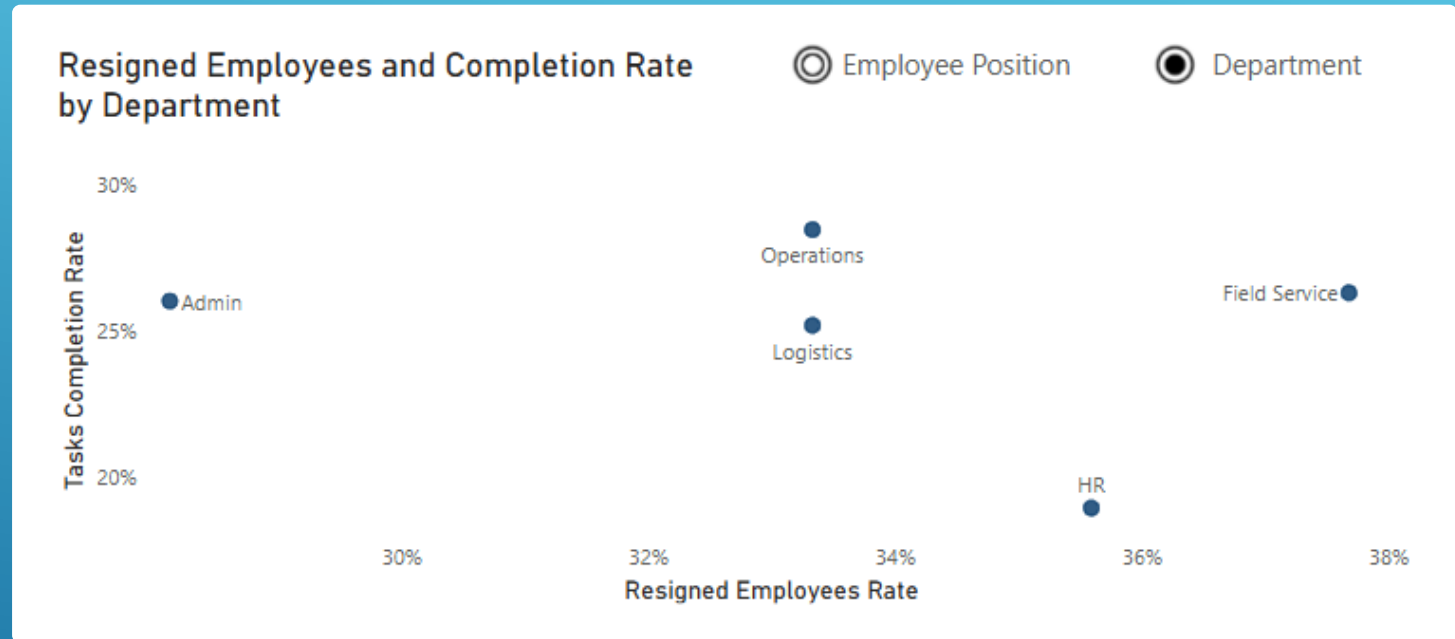 Resigned Employees and Completion Rate
by Department
Employee Position
Department
Tasks Completion Rate
30%
25%
20%
Operations
Admin
Field Service
Logistics
HR
30%
32%
34%
36%
38%
Resigned Employees Rate